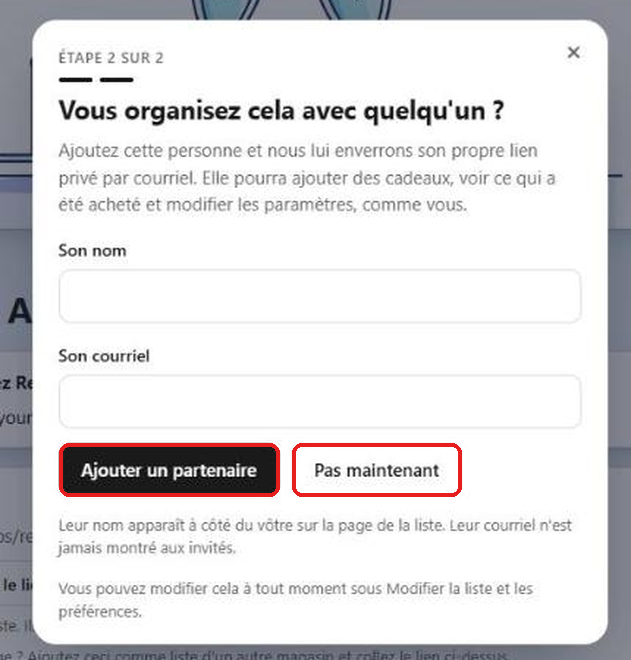 ÉTAPE 2 SUR 2
Vous organisez cela avec quelqu'un ?
Ajoutez cette personne et nous lui enverrons son propre lien
privé par courriel. Elle pourra ajouter des cadeaux, voir ce qui a
été acheté et modifier les paramètres, comme vous.
Son nom
Son courriel
Ajouter un partenaire
Pas maintenant
Leur nom apparaît à côté du vôtre sur la page de la liste. Leur courriel n'est
jamais montré aux invités.
Vous pouvez modifier cela à tout moment sous Modifier la liste et les
préférences.